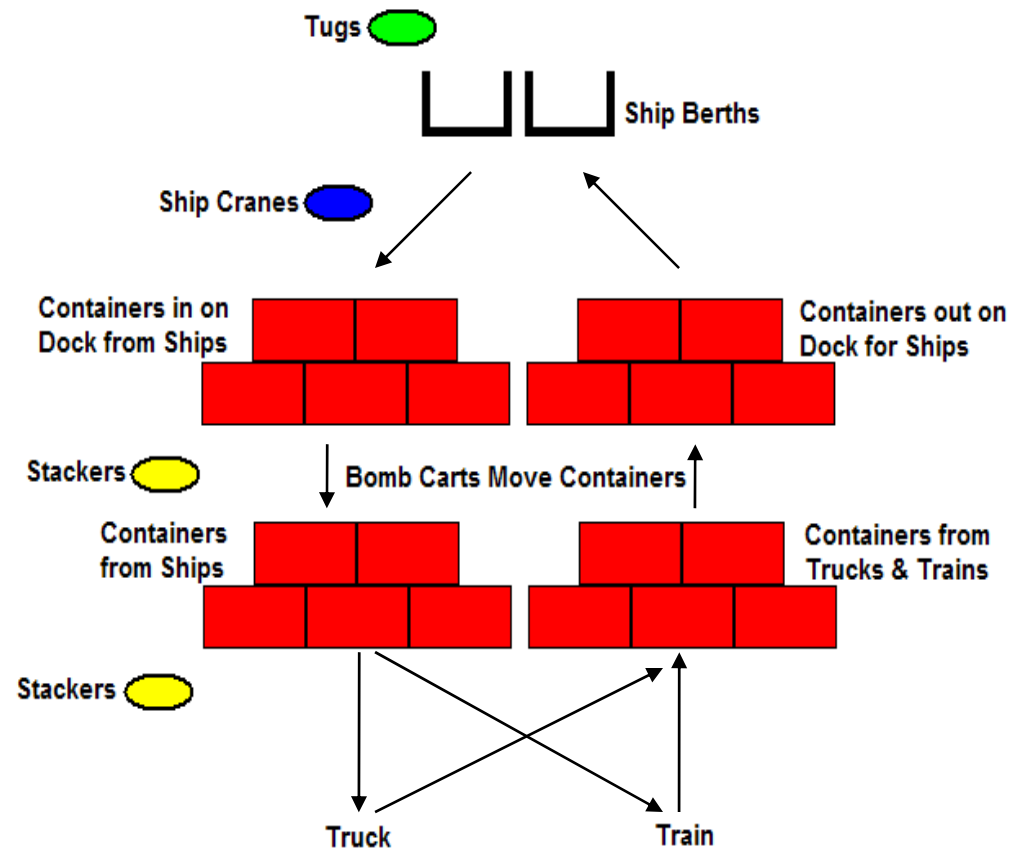 Tugs
Ship Berths
Ship Cranes
Containers in on
Dock from Ships
Containers out on
Dock for Ships
Stackers
Bomb Carts Move Containers
Containers
from Ships
Containers from
Trucks & Trains
Stackers
Truck
Train